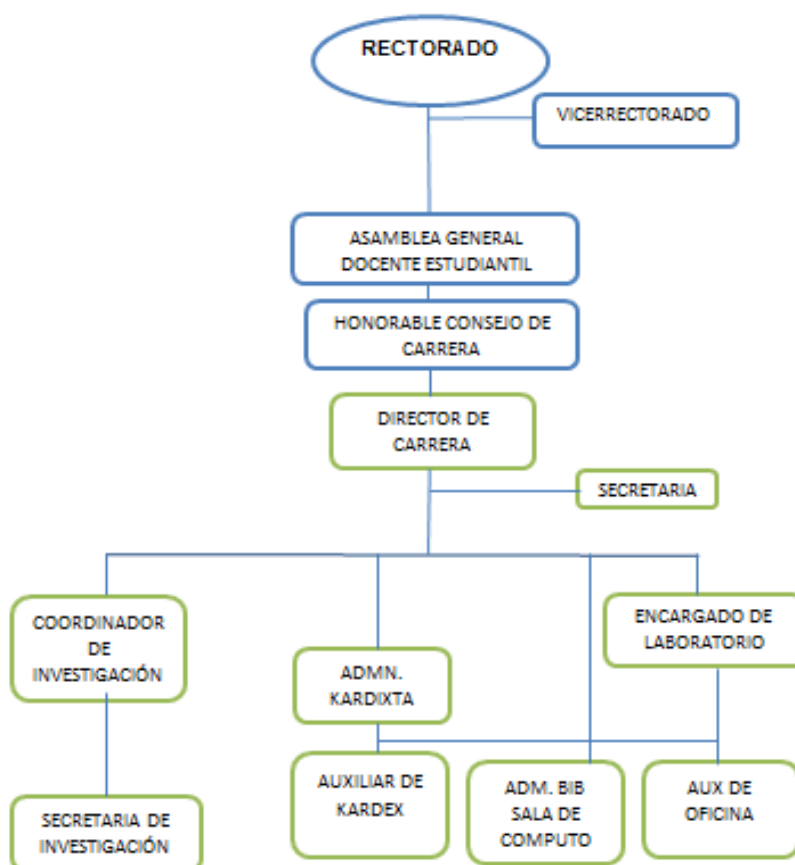 RECTORADO
VICERRECTORADO
ASAMBLEA GENERAL
DOCENTE ESTUDIANTIL
HONORABLE CONSEJO DE
CARRERA
DIRECTOR DE
CARRERA
SECRETARIA
COORDINADOR
DE
INVESTIGACIÓN
ADMN.
KARDIXTA
ENCARGADO DE
LABORATORIO
SECRETARIA DE
INVESTIGACIÓN
AUXILIAR DE
KARDEX
ADM. BIB
SALA DE
COMPUTO
AUX DE
OFICINA